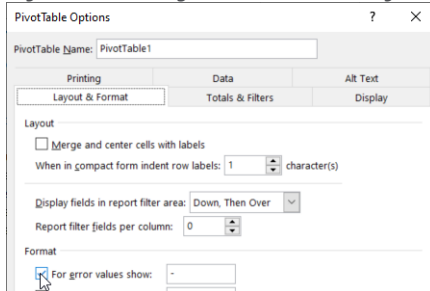 PivotTable Options ? ×
PivotTable Name: PivotTable1
Printing Data Alt Text
Layout & Format Totals & Filters Display
Layout
Merge and center cells with labels
When in compact form indent row labels: 1 character(s)
Display fields in report filter area: Down, Then Over
Report filter fields per column: 0
Format
For error values show: -